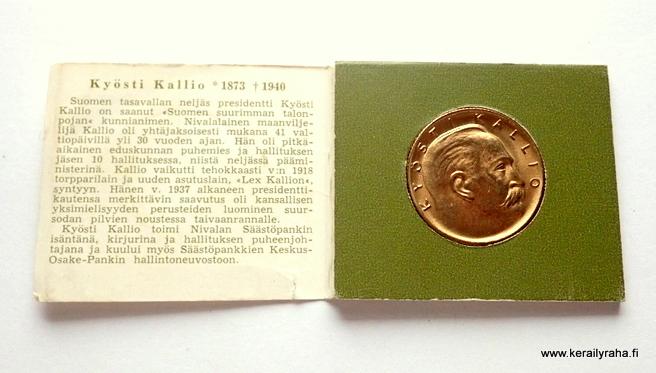 Kyösti Kallio * 1873 † 1940
Suomen tasavallan neljäs presidentti Kyösti
Kallio on saanut »Suomen suurimman talon-
pojan« kunnianimen. Nivalalainen maanvilje-
lijä Kallio oli yhtäjaksoisesti mukana 41 val-
tiopäivillä yli 30 vuoden ajan. Hän oli pitkä-
aikainen eduskunnan puhemies ja hallituksen
jäsen 10 hallituksessa, niistä neljässä päämi-
nisterinä. Kallio vaikutti tehokkaasti v:n 1918
torpparilain ja uuden asutuslain, »Lex Kallion«,
syntyyn. Hänen v. 1937 alkaneen presidentti-
kautensa merkittävin saavutus oli kansallisen
yksimielisyyden perusteiden luominen suur-
sodan pilvien noustessa taivaanrannalle.
Kyösti Kallio toimi Nivalan Säästöpankin
isäntänä, kirjurina ja hallituksen puheenjoh-
tajana ja kuului myös Säästöpankkien Keskus-
Osake-Pankin hallintoneuvostoon.
KYÖSTI KALLIO
www.kerailyraha.fi